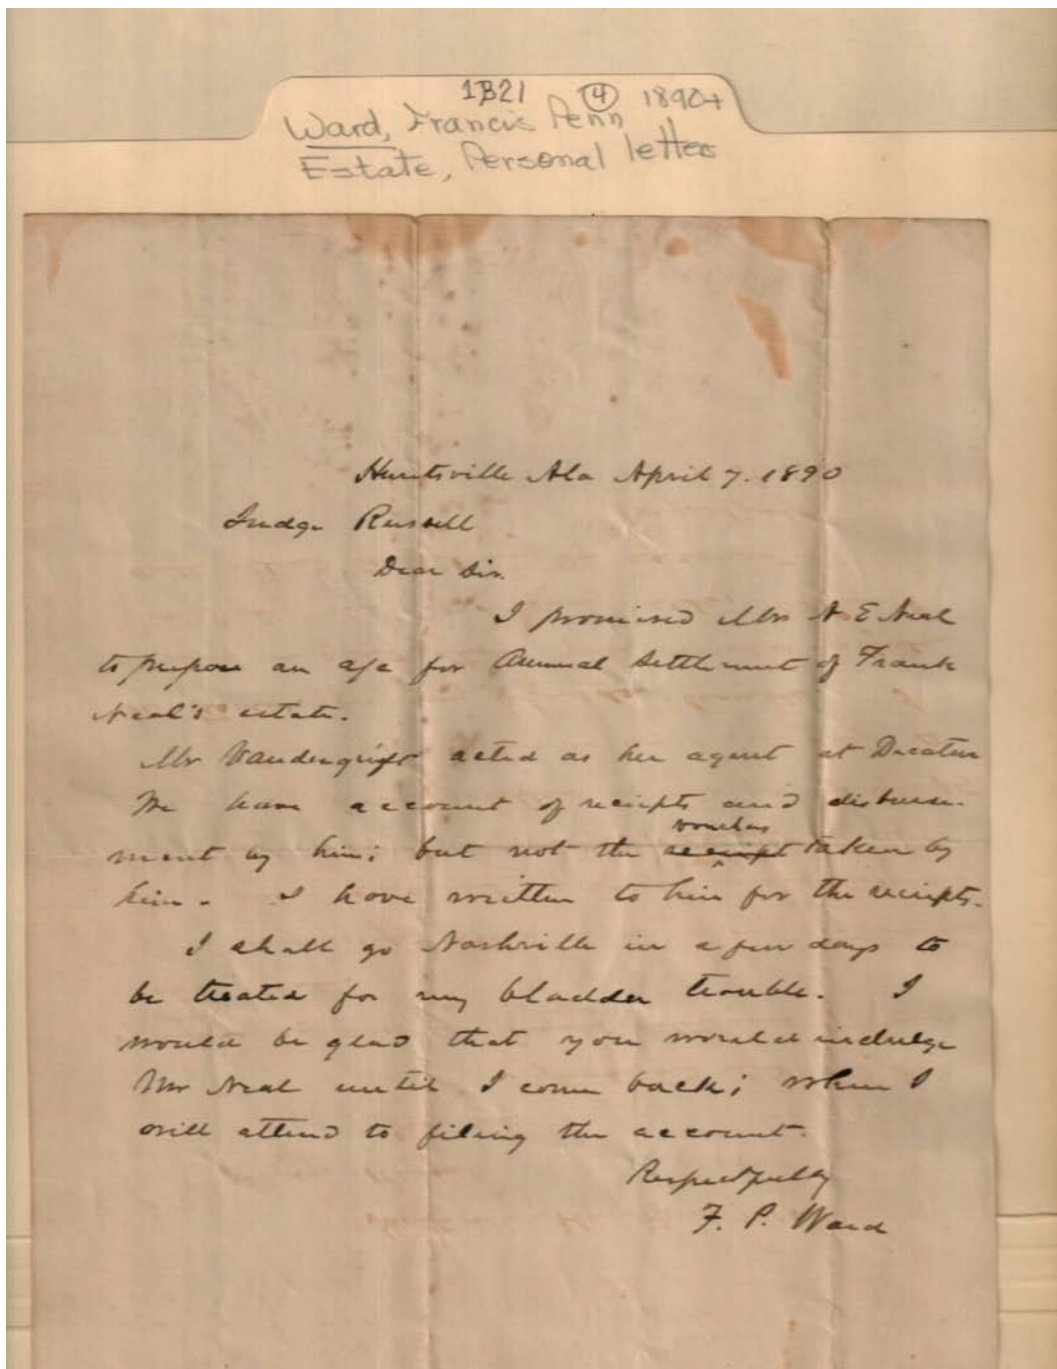 1B21 4 1890+
Ward, Francis Penn
Estate, Personal letter
Huntsville Ala April 7. 1890
Judge Russell
Dear Sir.
I promised Mrs N E Neal
to prepare an a/c for Annual Settlement of Frank
Neal's estate.
Mr Vandergrift acted as her agent at Decatur
We have account of receipts and disburse-
vouchers
ment by him; but not the receipt taken by
him. I have written to him for the receipts.
I shall go Nashville in a few days to
be treated for my bladder trouble. I
would be glad that you would indulge
Mrs Neal until I come back; when I
will attend to filing the account.
Respectfully
F. P. Ward